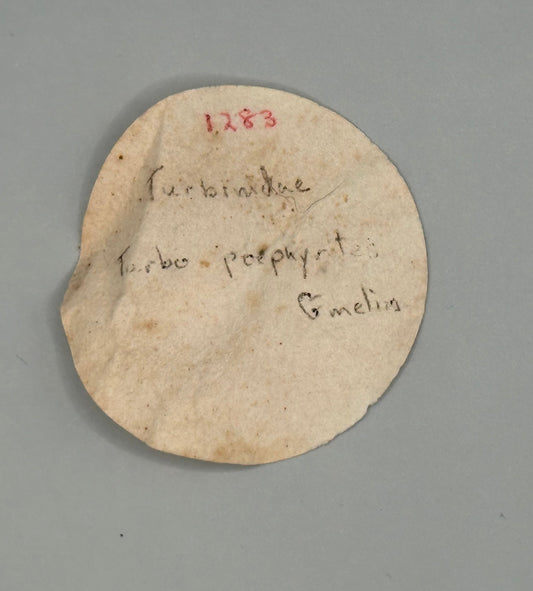 1283
Turbinidae
Turbo porphyrites
Gmelin